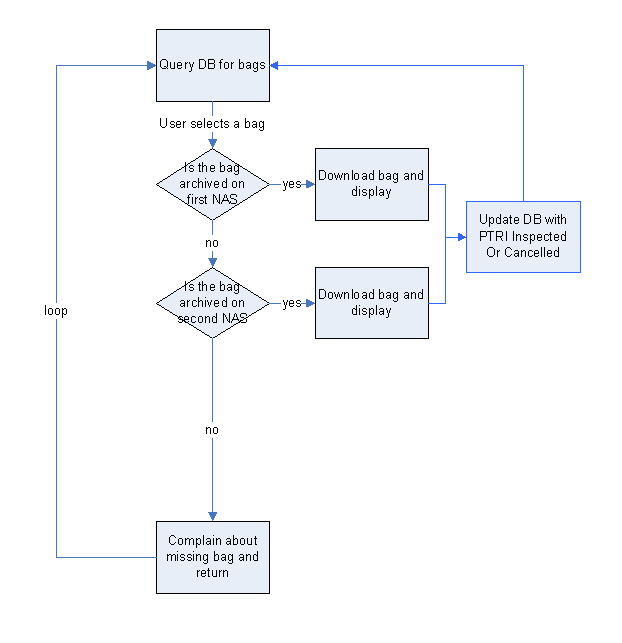 Query DB for bags
User selects a bag
Is the bag
archived on
first NAS
yes
Download bag and
display
Update DB with
PTRI Inspected
Or Cancelled
no
Is the bag
archived on
second NAS
yes
Download bag and
display
loop
no
Complain about
missing bag and
return